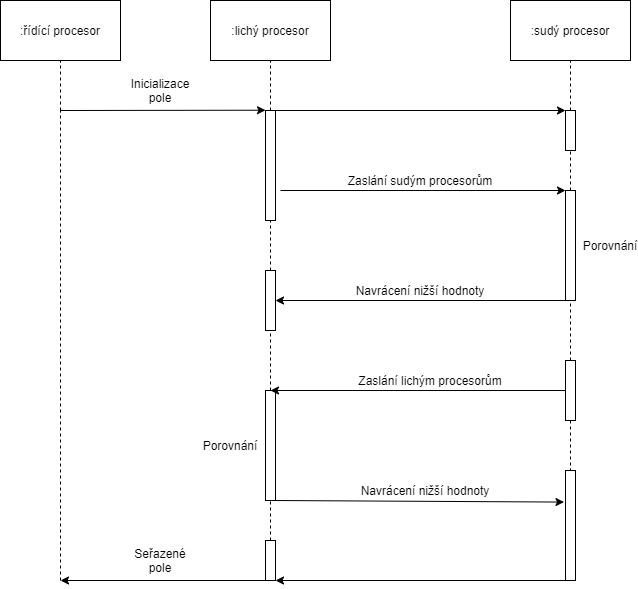 :řídící procesor
:lichý procesor
:sudý procesor
Inicializace
pole
Zaslání sudým procesorům
Porovnání
Navrácení nižší hodnoty
Zaslání lichým procesorům
Porovnání
Navrácení nižší hodnoty
Seřazené
pole